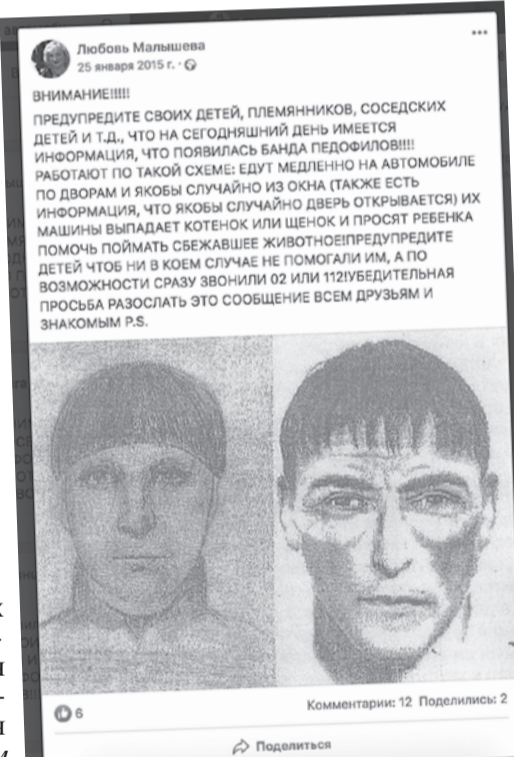 Любовь Малышева
25 января 2015 г. ·
ВНИМАНИЕ!!!!!
ПРЕДУПРЕДИТЕ СВОИХ ДЕТЕЙ, ПЛЕМЯННИКОВ, СОСЕДСКИХ
ДЕТЕЙ И Т.Д., ЧТО НА СЕГОДНЯШНИЙ ДЕНЬ ИМЕЕТСЯ
ИНФОРМАЦИЯ, ЧТО ПОЯВИЛАСЬ БАНДА ПЕДОФИЛОВ!!!!
РАБОТАЮТ ПО ТАКОЙ СХЕМЕ: ЕДУТ МЕДЛЕННО НА АВТОМОБИЛЕ
ПО ДВОРАМ И ЯКОБЫ СЛУЧАЙНО ИЗ ОКНА (ТАКЖЕ ЕСТЬ
ИНФОРМАЦИЯ, ЧТО ЯКОБЫ СЛУЧАЙНО ДВЕРЬ ОТКРЫВАЕТСЯ) ИХ
МАШИНЫ ВЫПАДАЕТ КОТЕНОК ИЛИ ЩЕНОК И ПРОСЯТ РЕБЕНКА
ПОМОЧЬ ПОЙМАТЬ СБЕЖАВШЕЕ ЖИВОТНОЕ!ПРЕДУПРЕДИТЕ
ДЕТЕЙ ЧТОБ НИ В КОЕМ СЛУЧАЕ НЕ ПОМОГАЛИ ИМ, А ПО
ВОЗМОЖНОСТИ СРАЗУ ЗВОНИЛИ 02 ИЛИ 112!УБЕДИТЕЛЬНАЯ
ПРОСЬБА РАЗОСЛАТЬ ЭТО СООБЩЕНИЕ ВСЕМ ДРУЗЬЯМ И
ЗНАКОМЫМ P.S.
6
Комментарии: 12 Поделились: 2
Поделиться